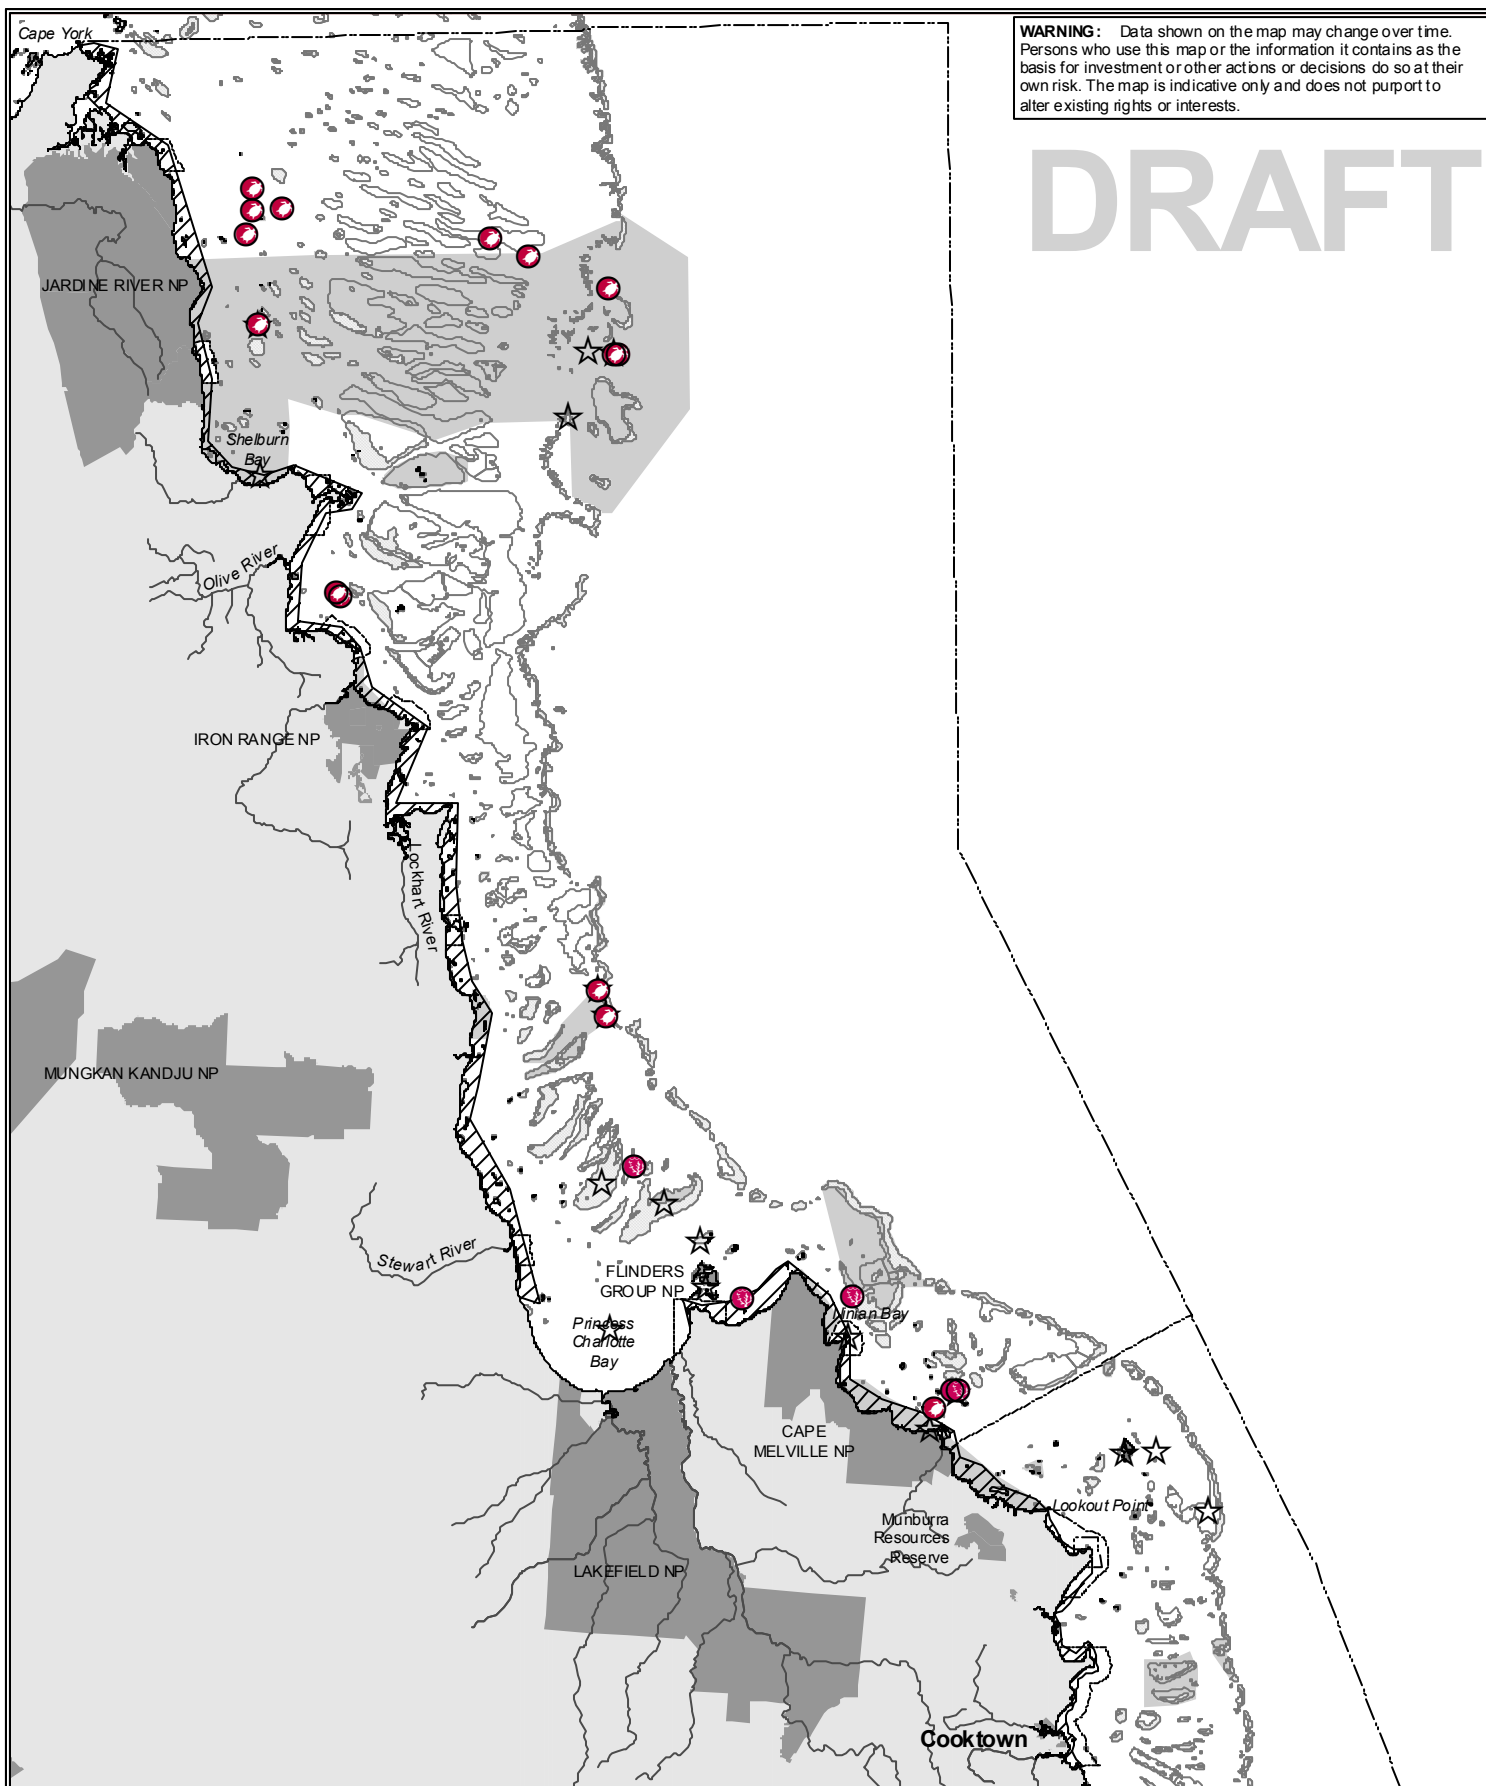 Cape York
WARNING: Data shown on the map may change over time.
Persons who use this map or the information it contains as the
basis for investment or other actions or decisions do so at their
own risk. The map is indicative only and does not purport to
alter existing rights or interests.
DRAFT
JARDINE RIVER NP
Shelburn
Bay
Olive River
IRON RANGE NP
Lockhart River
MUNGKAN KANDJU NP
Stewart River
FLINDERS
GROUP NP
Princess
Charlotte
Bay
Ninian Bay
CAPE
MELVILLE NP
Lookout Point
Munburra
Resources
Reserve
LAKEFIELD NP
Cooktown